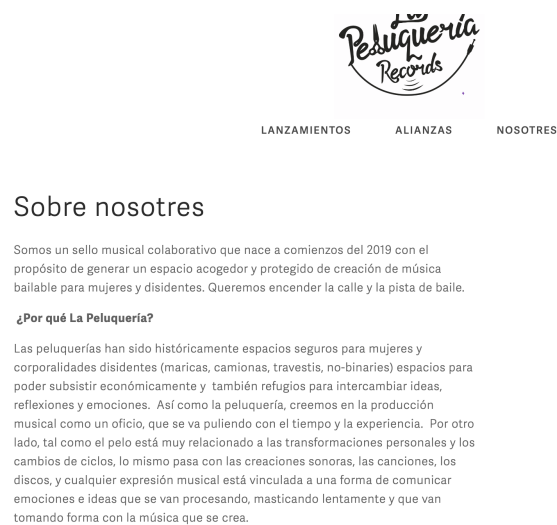 La
Peluquería
Records
LANZAMIENTOS ALIANZAS NOSOTRES
Sobre nosotres
Somos un sello musical colaborativo que nace a comienzos del 2019 con el
propósito de generar un espacio acogedor y protegido de creación de música
bailable para mujeres y disidentes. Queremos encender la calle y la pista de baile.
¿Por qué La Peluquería?
Las peluquerías han sido históricamente espacios seguros para mujeres y
corporalidades disidentes (maricas, camionas, travestis, no-binaries) espacios para
poder subsistir económicamente y  también refugios para intercambiar ideas,
reflexiones y emociones.  Así como la peluquería, creemos en la producción
musical como un oficio, que se va puliendo con el tiempo y la experiencia.  Por otro
lado, tal como el pelo está muy relacionado a las transformaciones personales y los
cambios de ciclos, lo mismo pasa con las creaciones sonoras, las canciones, los
discos, y cualquier expresión musical está vinculada a una forma de comunicar
emociones e ideas que se van procesando, masticando lentamente y que van
tomando forma con la música que se crea.